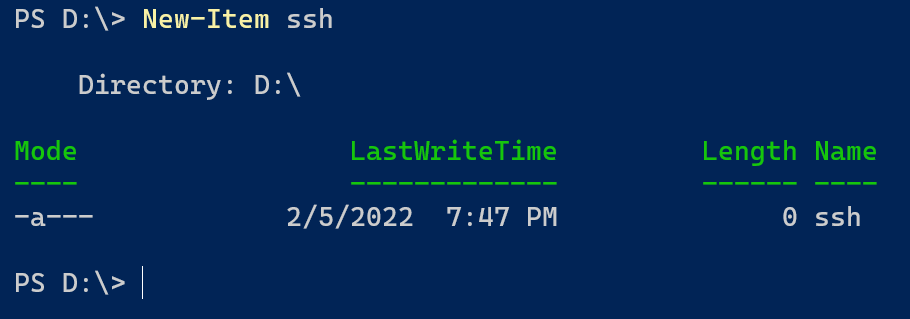 PS D:\> New-Item ssh
Directory: D:\
Mode LastWriteTime Length Name
---- ------------- ------ ----
-a--- 2/5/2022 7:47 PM 0 ssh
PS D:\>